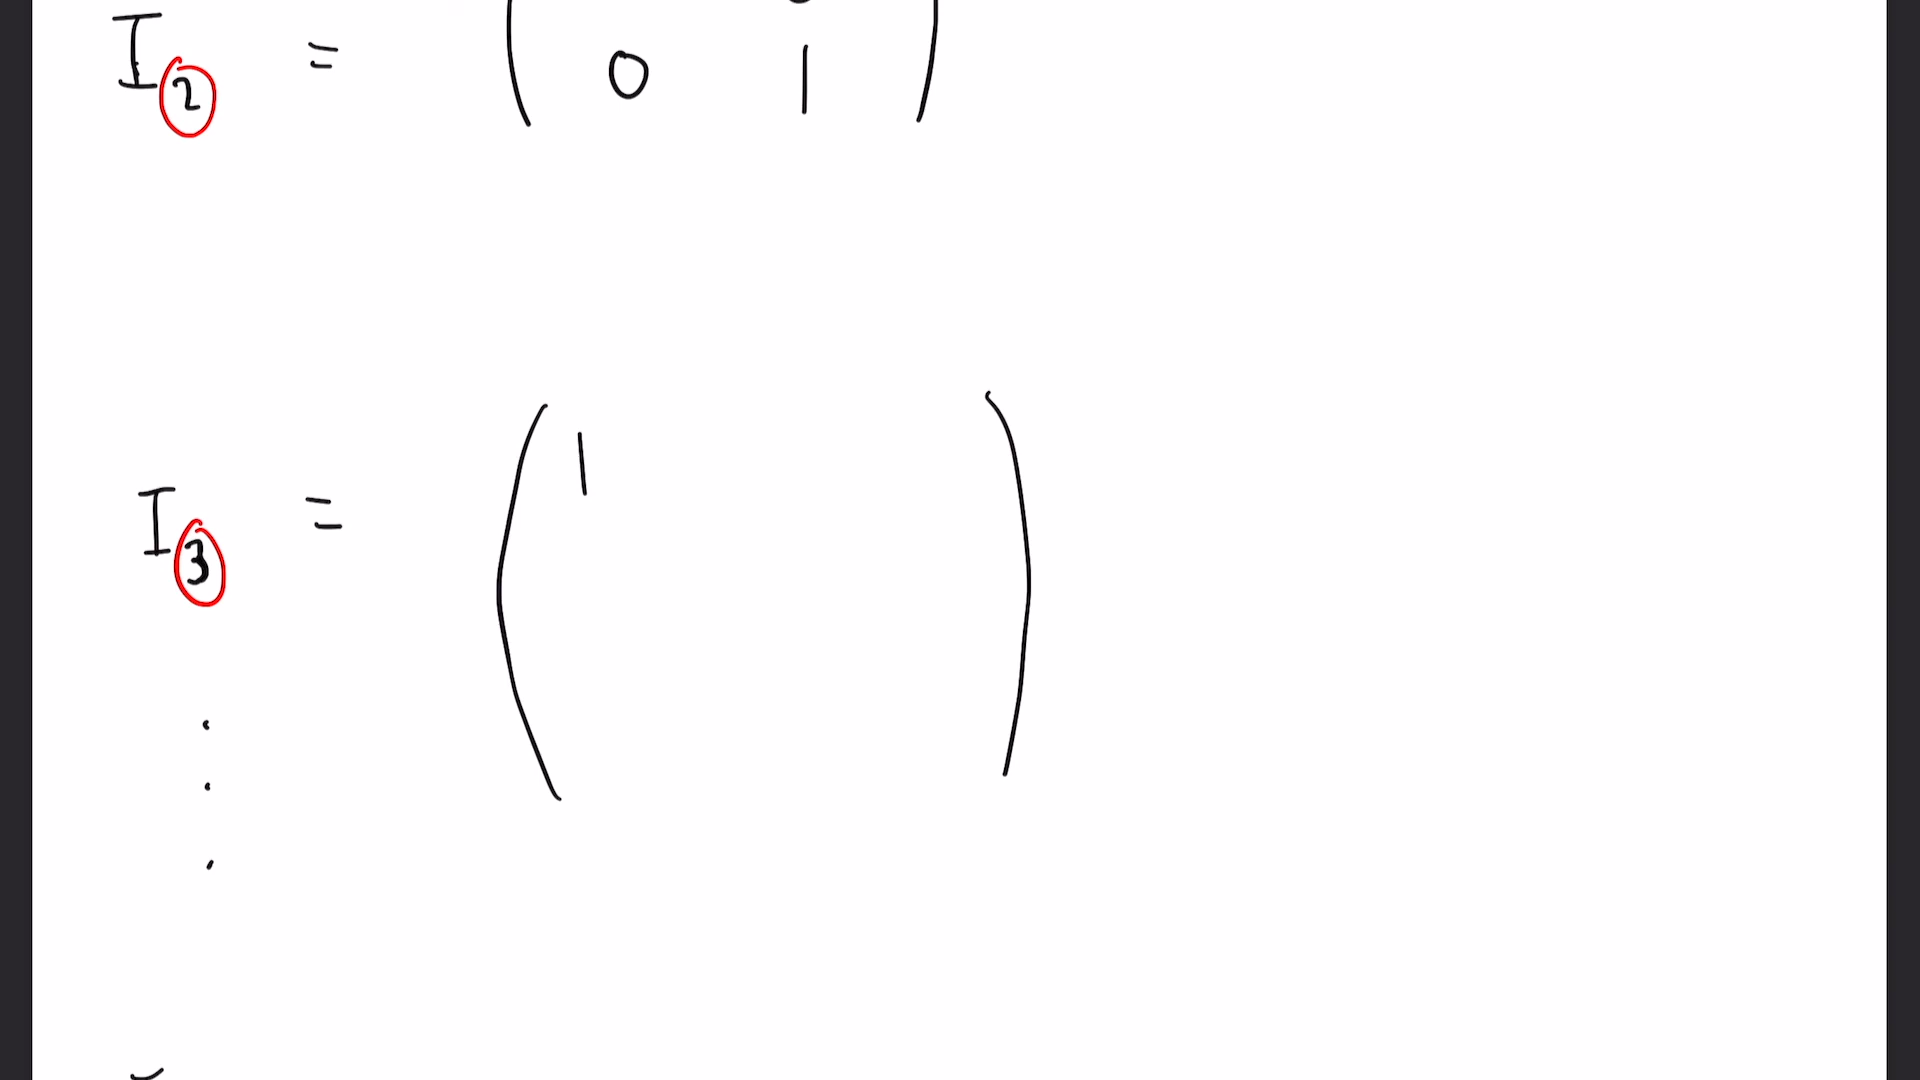 I₂ = ( 0 1 )
I₃ = ( 1 )
.
.
.